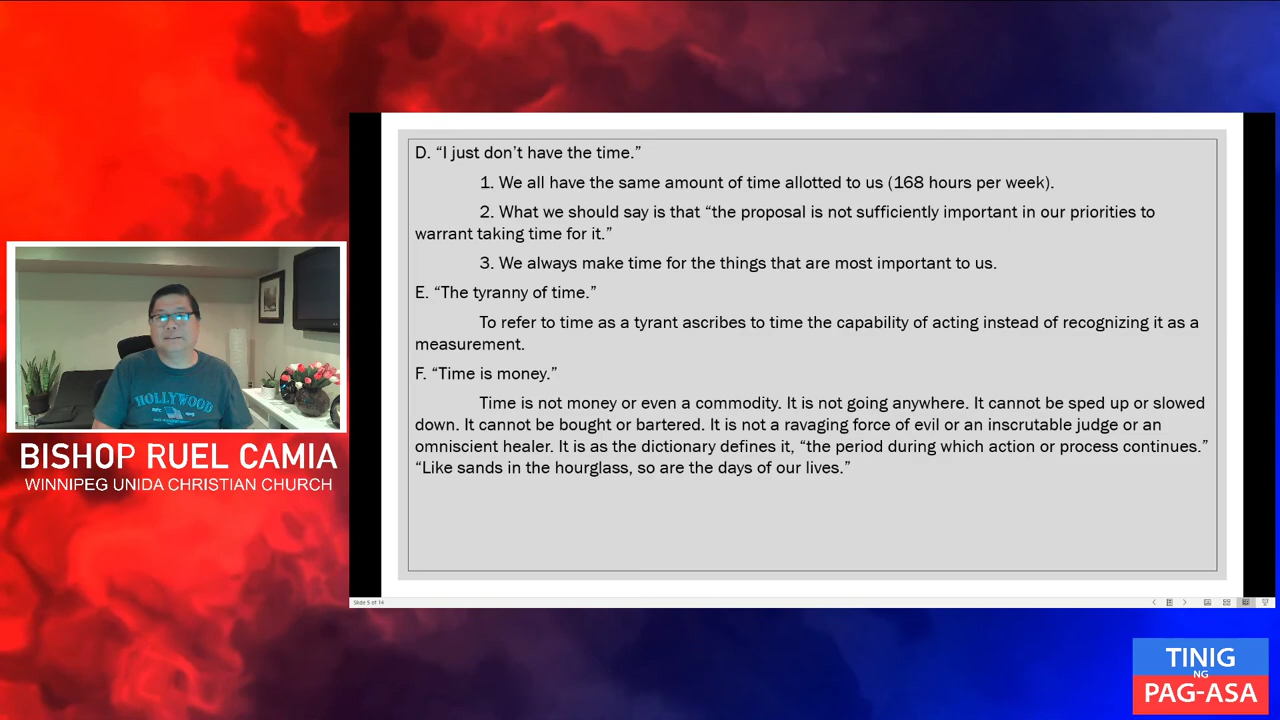 D. “I just don’t have the time.”
1. We all have the same amount of time allotted to us (168 hours per week).
2. What we should say is that “the proposal is not sufficiently important in our priorities to
warrant taking time for it.”
3. We always make time for the things that are most important to us.
E. “The tyranny of time.”
To refer to time as a tyrant ascribes to time the capability of acting instead of recognizing it as a
measurement.
F. “Time is money.”
Time is not money or even a commodity. It is not going anywhere. It cannot be sped up or slowed
down. It cannot be bought or bartered. It is not a ravaging force of evil or an inscrutable judge or an
omniscient healer. It is as the dictionary defines it, “the period during which action or process continues.”
“Like sands in the hourglass, so are the days of our lives.”
Slide 5 of 14
HOLLYWOOD
BISHOP RUEL CAMIA
WINNIPEG UNIDA CHRISTIAN CHURCH
TINIG
NG
PAG-ASA